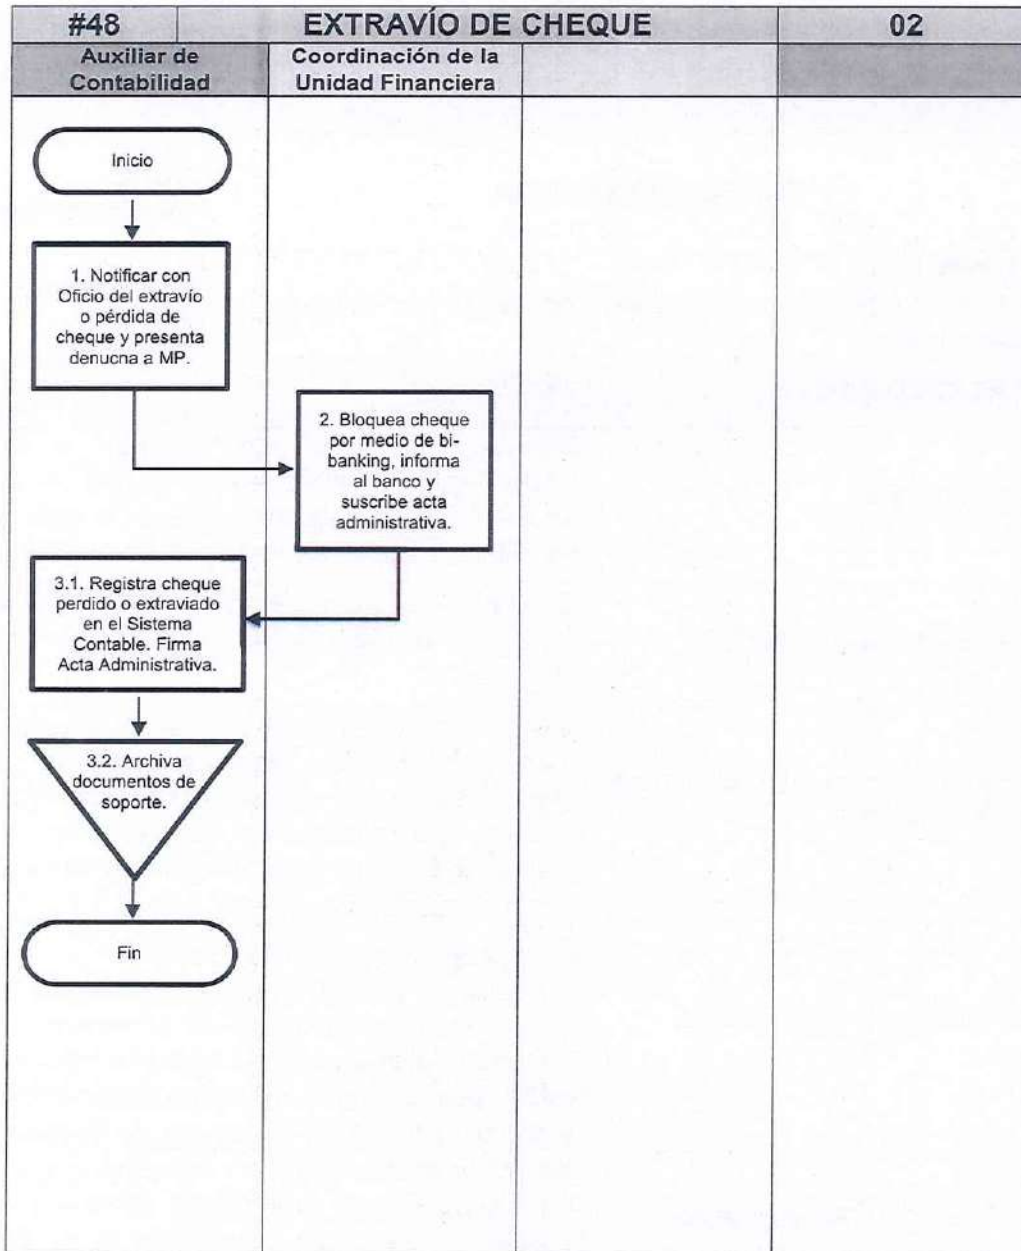 #48 EXTRAVÍO DE CHEQUE 02
Auxiliar de
Contabilidad
Coordinación de la
Unidad Financiera
Inicio
1. Notificar con
Oficio del extravío
o pérdida de
cheque y presenta
denucna a MP.
2. Bloquea cheque
por medio de bi-
banking, informa
al banco y
suscribe acta
administrativa.
3.1. Registra cheque
perdido o extraviado
en el Sistema
Contable. Firma
Acta Administrativa.
3.2. Archiva
documentos de
soporte.
Fin